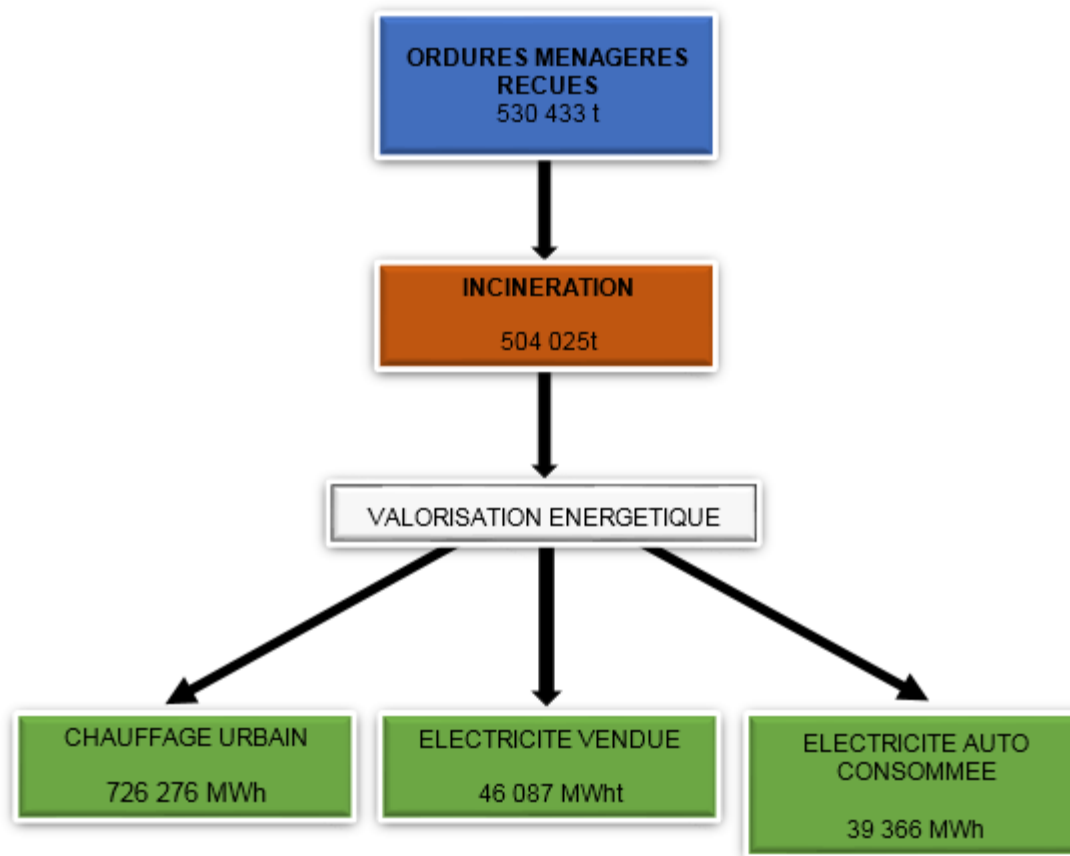 ORDURES MENAGERES
RECUES
530 433 t
INCINERATION
504 025t
VALORISATION ENERGETIQUE
CHAUFFAGE URBAIN
726 276 MWh
ELECTRICITE VENDUE
46 087 MWht
ELECTRICITE AUTO
CONSOMMEE
39 366 MWh